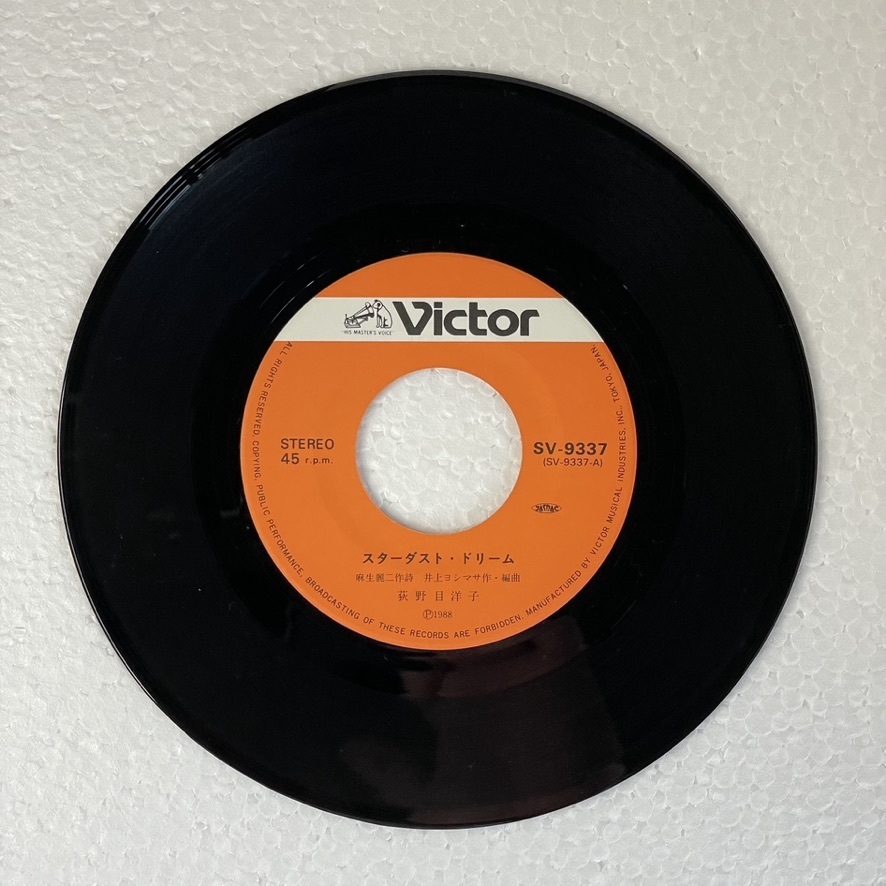 "HIS MASTER'S VOICE"
Victor
STEREO
45 r.p.m.
SV-9337
(SV-9337-A)
JASRAC
スターダスト・ドリーム
麻生麗二作詩 井上ヨシマサ作・編曲
荻野目洋子
Ⓟ1988
ALL RIGHTS RESERVED. COPYING, PUBLIC PERFORMANCE, BROADCASTING OF THESE RECORDS ARE FORBIDDEN. MANUFACTURED BY VICTOR MUSICAL INDUSTRIES, INC., TOKYO, JAPAN.